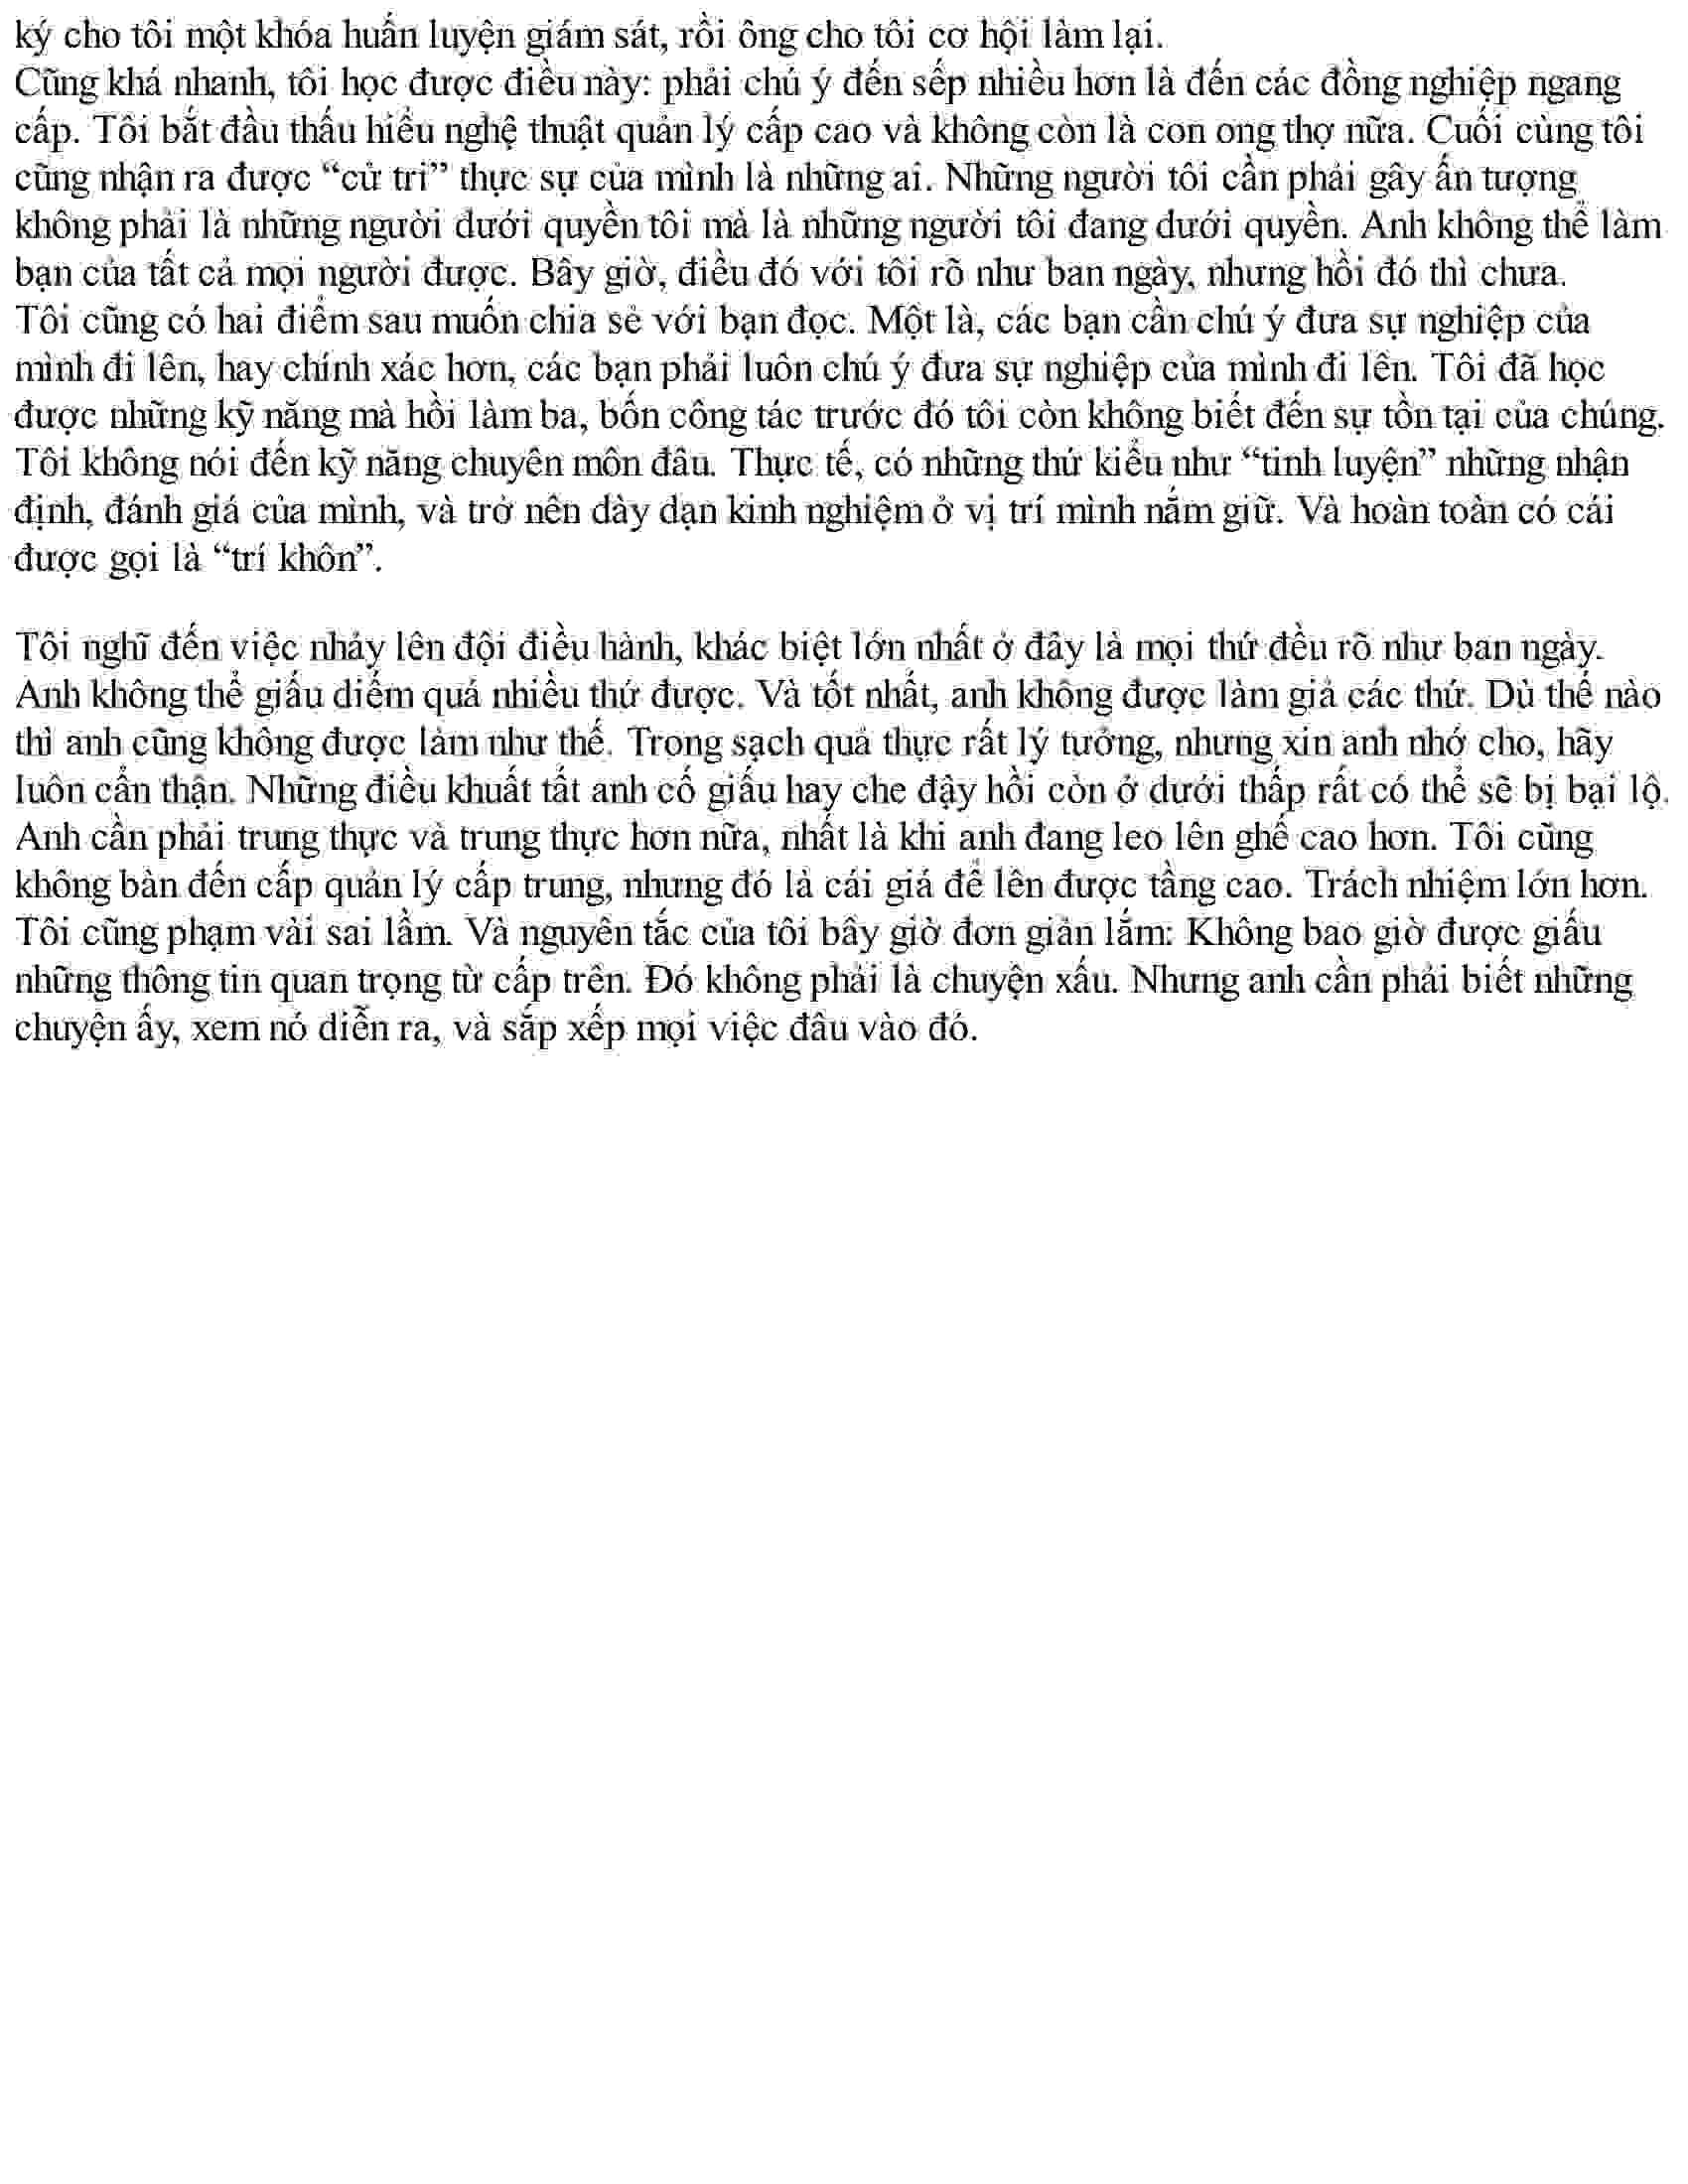 ký cho tôi một khóa huấn luyện giám sát, rồi ông cho tôi cơ hội làm lại.
Cũng khá nhanh, tôi học được điều này: phải chú ý đến sếp nhiều hơn là đến các đồng nghiệp ngang
cấp. Tôi bắt đầu thấu hiểu nghệ thuật quản lý cấp cao và không còn là con ong thợ nữa. Cuối cùng tôi
cũng nhận ra được “cử tri” thực sự của mình là những ai. Những người tôi cần phải gây ấn tượng
không phải là những người dưới quyền tôi mà là những người tôi đang dưới quyền. Anh không thể làm
bạn của tất cả mọi người được. Bây giờ, điều đó với tôi rõ như ban ngày, nhưng hồi đó thì chưa.
Tôi cũng có hai điểm sau muốn chia sẻ với bạn đọc. Một là, các bạn cần chú ý đưa sự nghiệp của
mình đi lên, hay chính xác hơn, các bạn phải luôn chú ý đưa sự nghiệp của mình đi lên. Tôi đã học
được những kỹ năng mà hồi làm ba, bốn công tác trước đó tôi còn không biết đến sự tồn tại của chúng.
Tôi không nói đến kỹ năng chuyên môn đâu. Thực tế, có những thứ kiểu như “tinh luyện” những nhận
định, đánh giá của mình, và trở nên dày dạn kinh nghiệm ở vị trí mình nắm giữ. Và hoàn toàn có cái
được gọi là “trí khôn”.
Tôi nghĩ đến việc nhảy lên đội điều hành, khác biệt lớn nhất ở đây là mọi thứ đều rõ như ban ngày.
Anh không thể giấu diếm quá nhiều thứ được. Và tốt nhất, anh không được làm giả các thứ. Dù thế nào
thì anh cũng không được làm như thế. Trong sạch quả thực rất lý tưởng, nhưng xin anh nhớ cho, hãy
luôn cẩn thận. Những điều khuất tất anh cố giấu hay che đậy hồi còn ở dưới thấp rất có thể sẽ bị bại lộ.
Anh cần phải trung thực và trung thực hơn nữa, nhất là khi anh đang leo lên ghế cao hơn. Tôi cũng
không bàn đến cấp quản lý cấp trung, nhưng đó là cái giá để lên được tầng cao. Trách nhiệm lớn hơn.
Tôi cũng phạm vài sai lầm. Và nguyên tắc của tôi bây giờ đơn giản lắm: Không bao giờ được giấu
những thông tin quan trọng từ cấp trên. Đó không phải là chuyện xấu. Nhưng anh cần phải biết những
chuyện ấy, xem nó diễn ra, và sắp xếp mọi việc đâu vào đó.